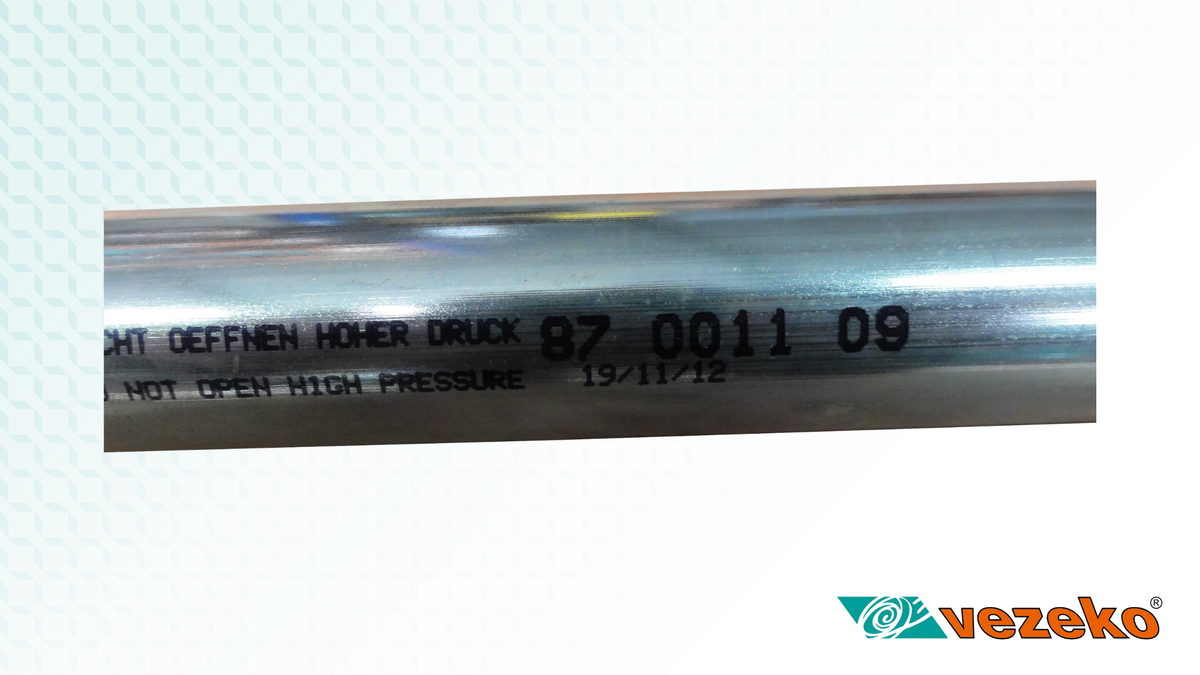 CHT OEFFNEN HOHER DRUCK 87 0011 09
NOT OPEN HIGH PRESSURE 19/11/12
vezeko®